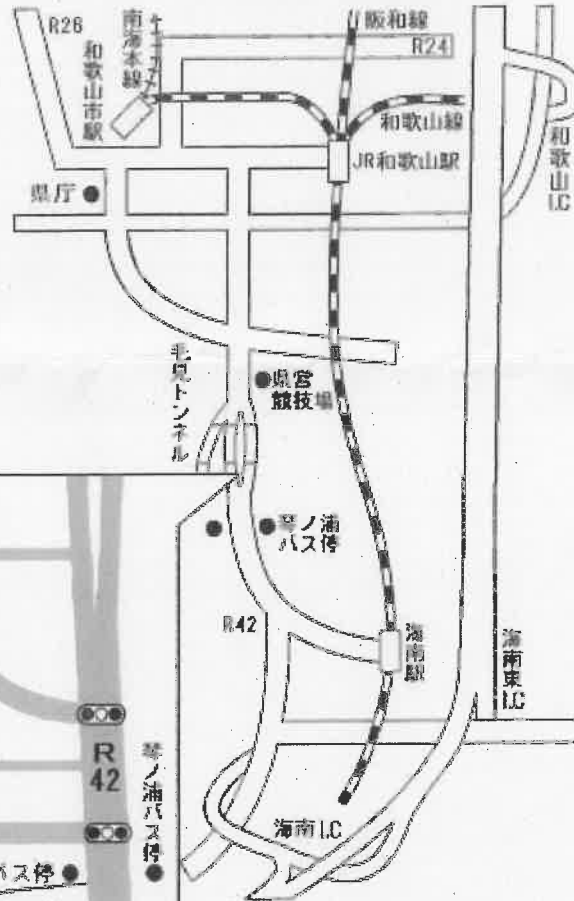 R26
南海本線
阪和線
R24
和歌山市駅
和歌山線
JR和歌山駅
和歌山I.C
県庁
毛見トンネル
県営
競技場
琴ノ浦
バス停
R42
海南駅
海南東I.C
R
42
琴ノ浦バス停
海南I.C
バス停